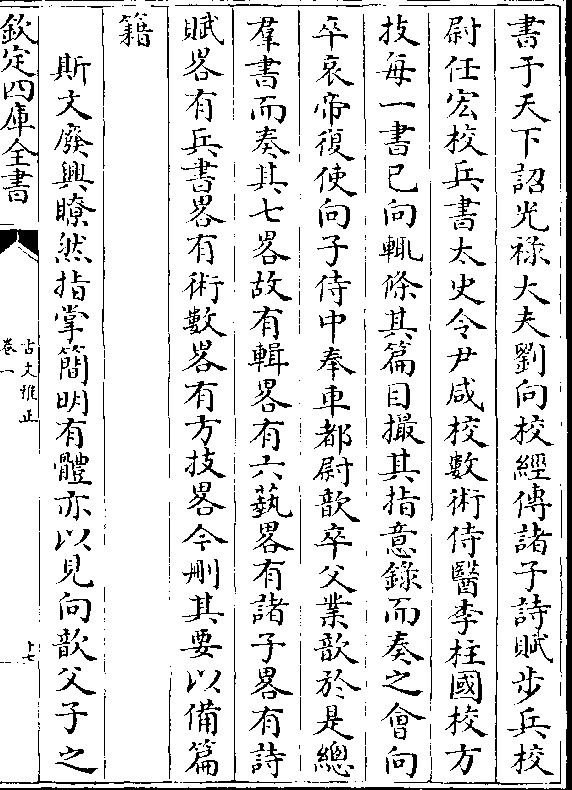 書于天下詔光祿大夫劉向校經傳諸子詩賦步兵校
尉任宏校兵書太史令尹咸校數術侍醫李柱國校方
技每一書已向輒條其篇目撮其指意錄而奏之會向
卒哀帝復使向子侍中奉車都尉歆卒父業歆於是總
羣書而奏其七畧故有輯畧有六藝畧有諸子畧有詩
賦畧有兵書畧有術數畧有方技畧今刪其要以備篇
籍
斯文廢興瞭然指掌簡明有體亦以見向歆父子之
欽定四庫全書
古文雅正
卷一
十七